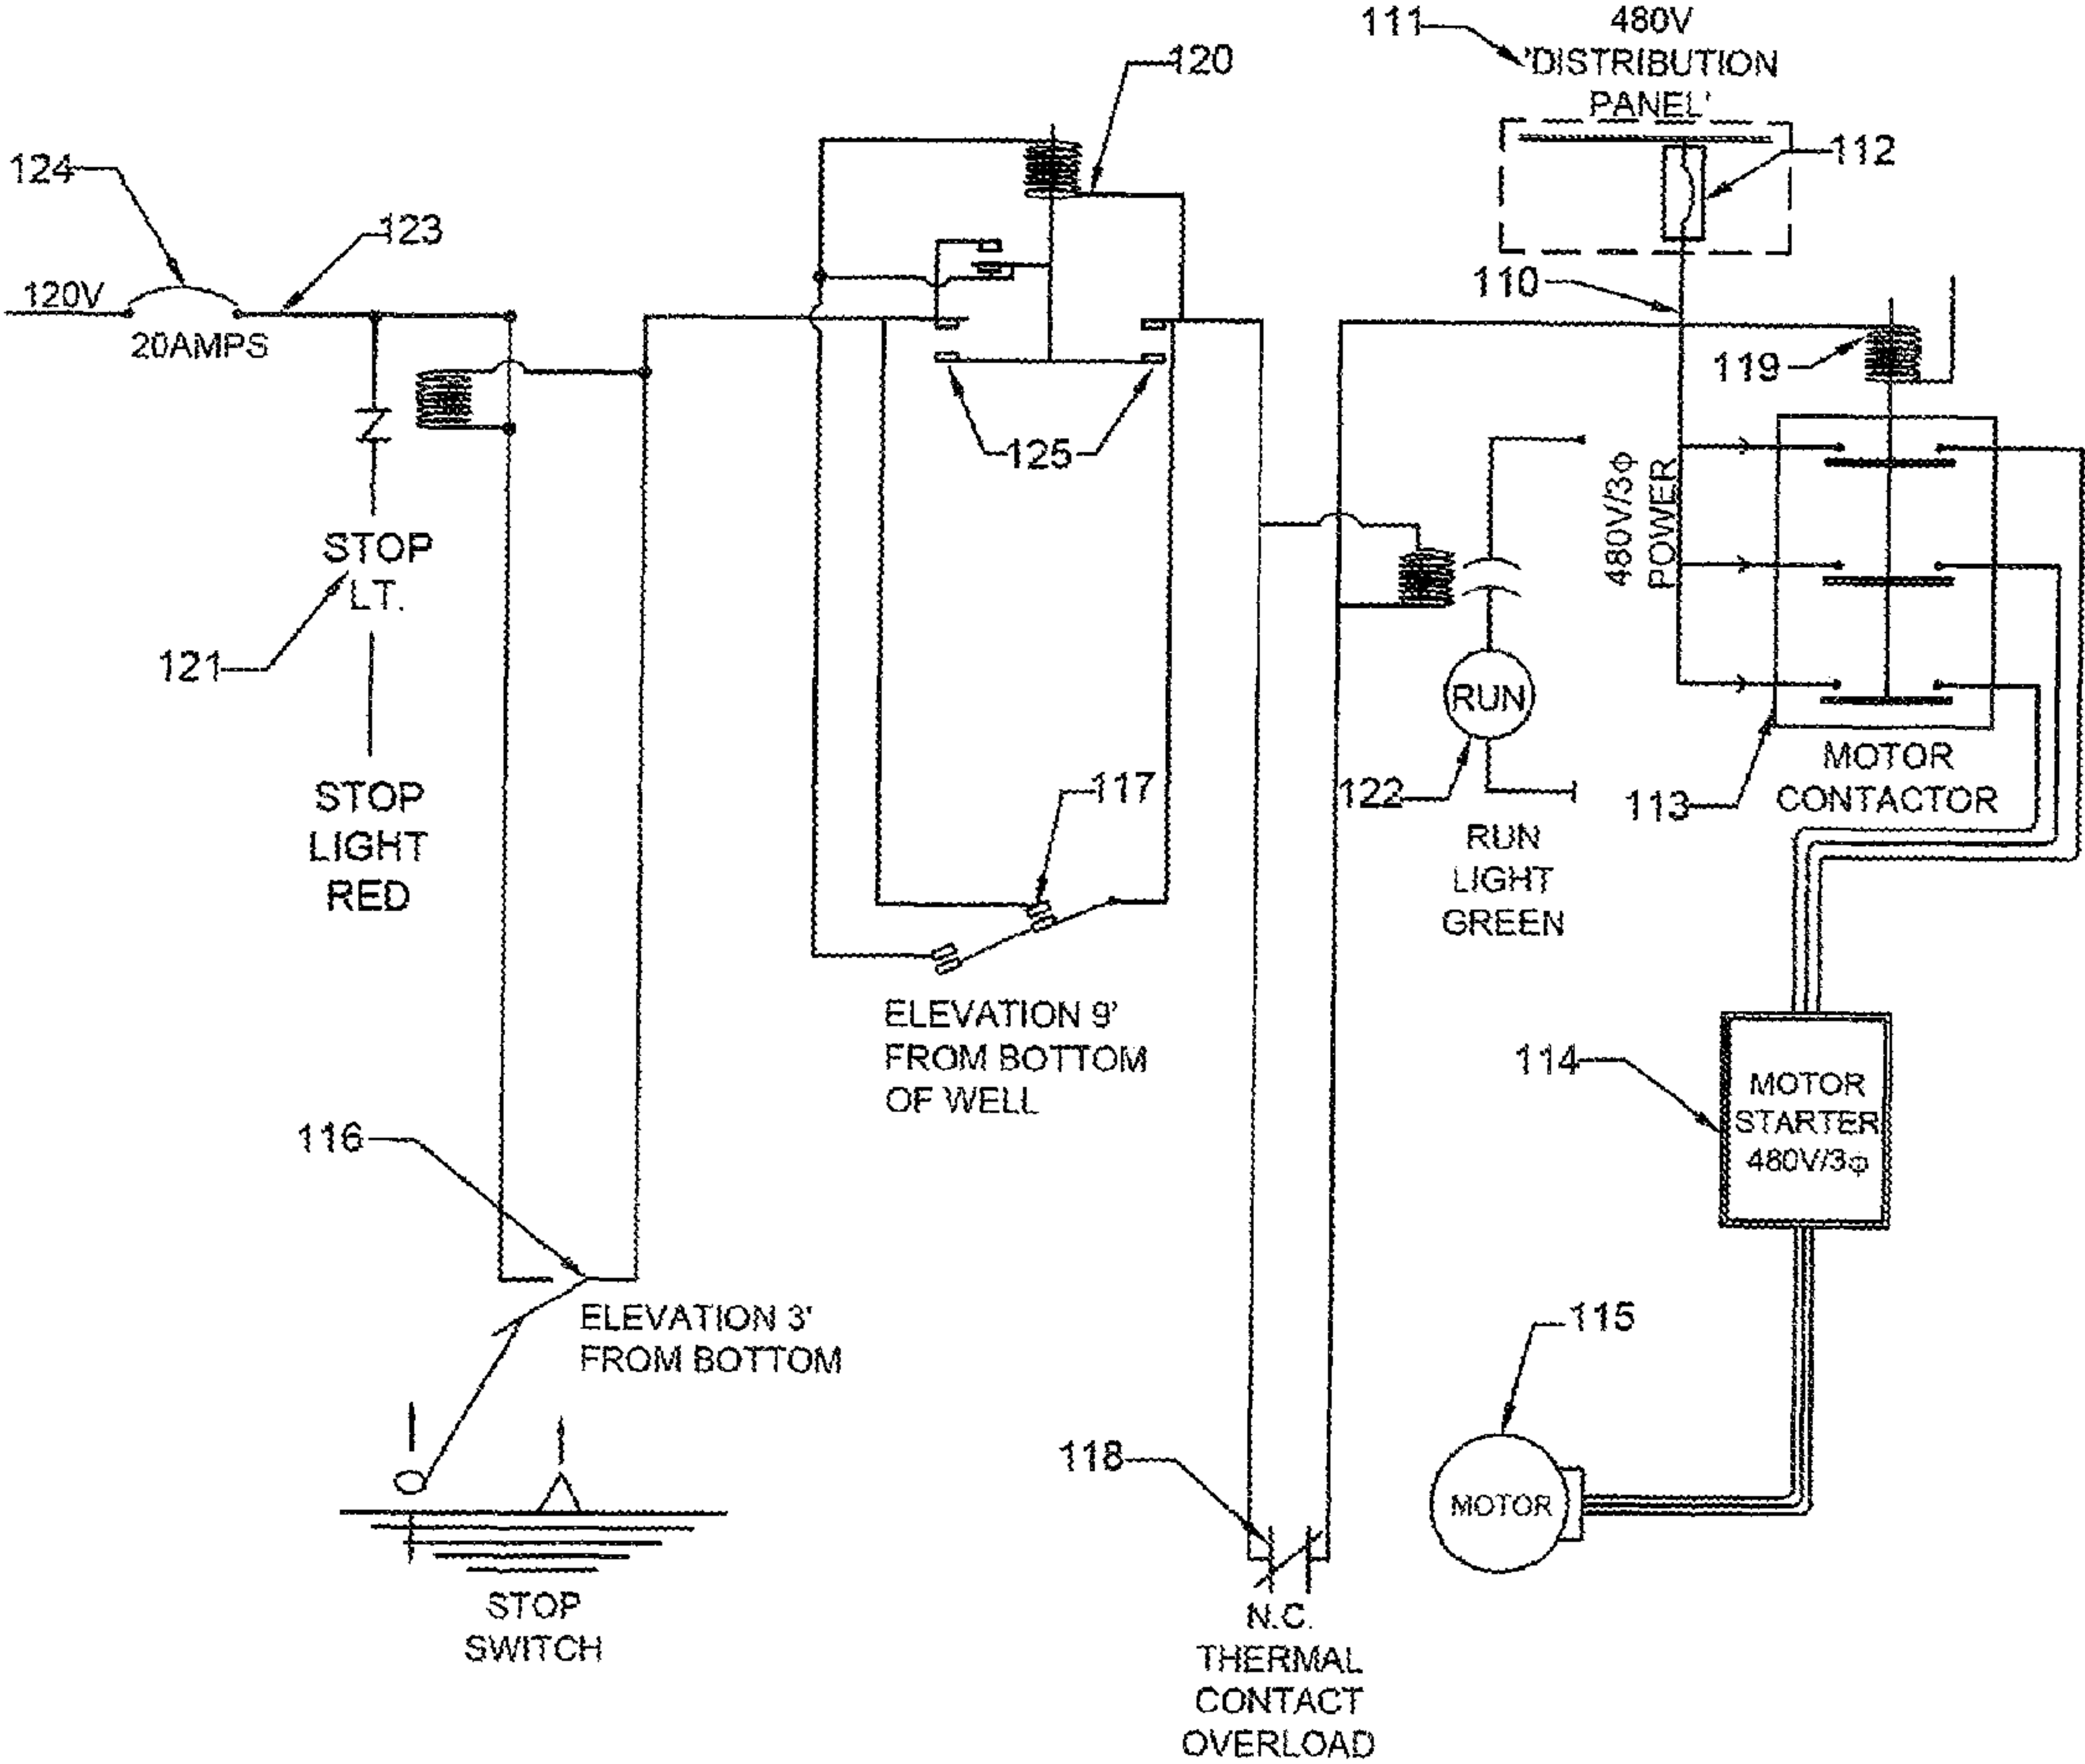 111
480V
'DISTRIBUTION
PANEL'
120
112
124
123
120V
20AMPS
110
119
125
480V/3ϕ
POWER
STOP
LT.
121
RUN
MOTOR
CONTACTOR
113
122
117
STOP
LIGHT
RED
RUN
LIGHT
GREEN
ELEVATION 9'
FROM BOTTOM
OF WELL
114
MOTOR
STARTER
480V/3ϕ
116
ELEVATION 3'
FROM BOTTOM
115
118
MOTOR
STOP
SWITCH
N.C.
THERMAL
CONTACT
OVERLOAD